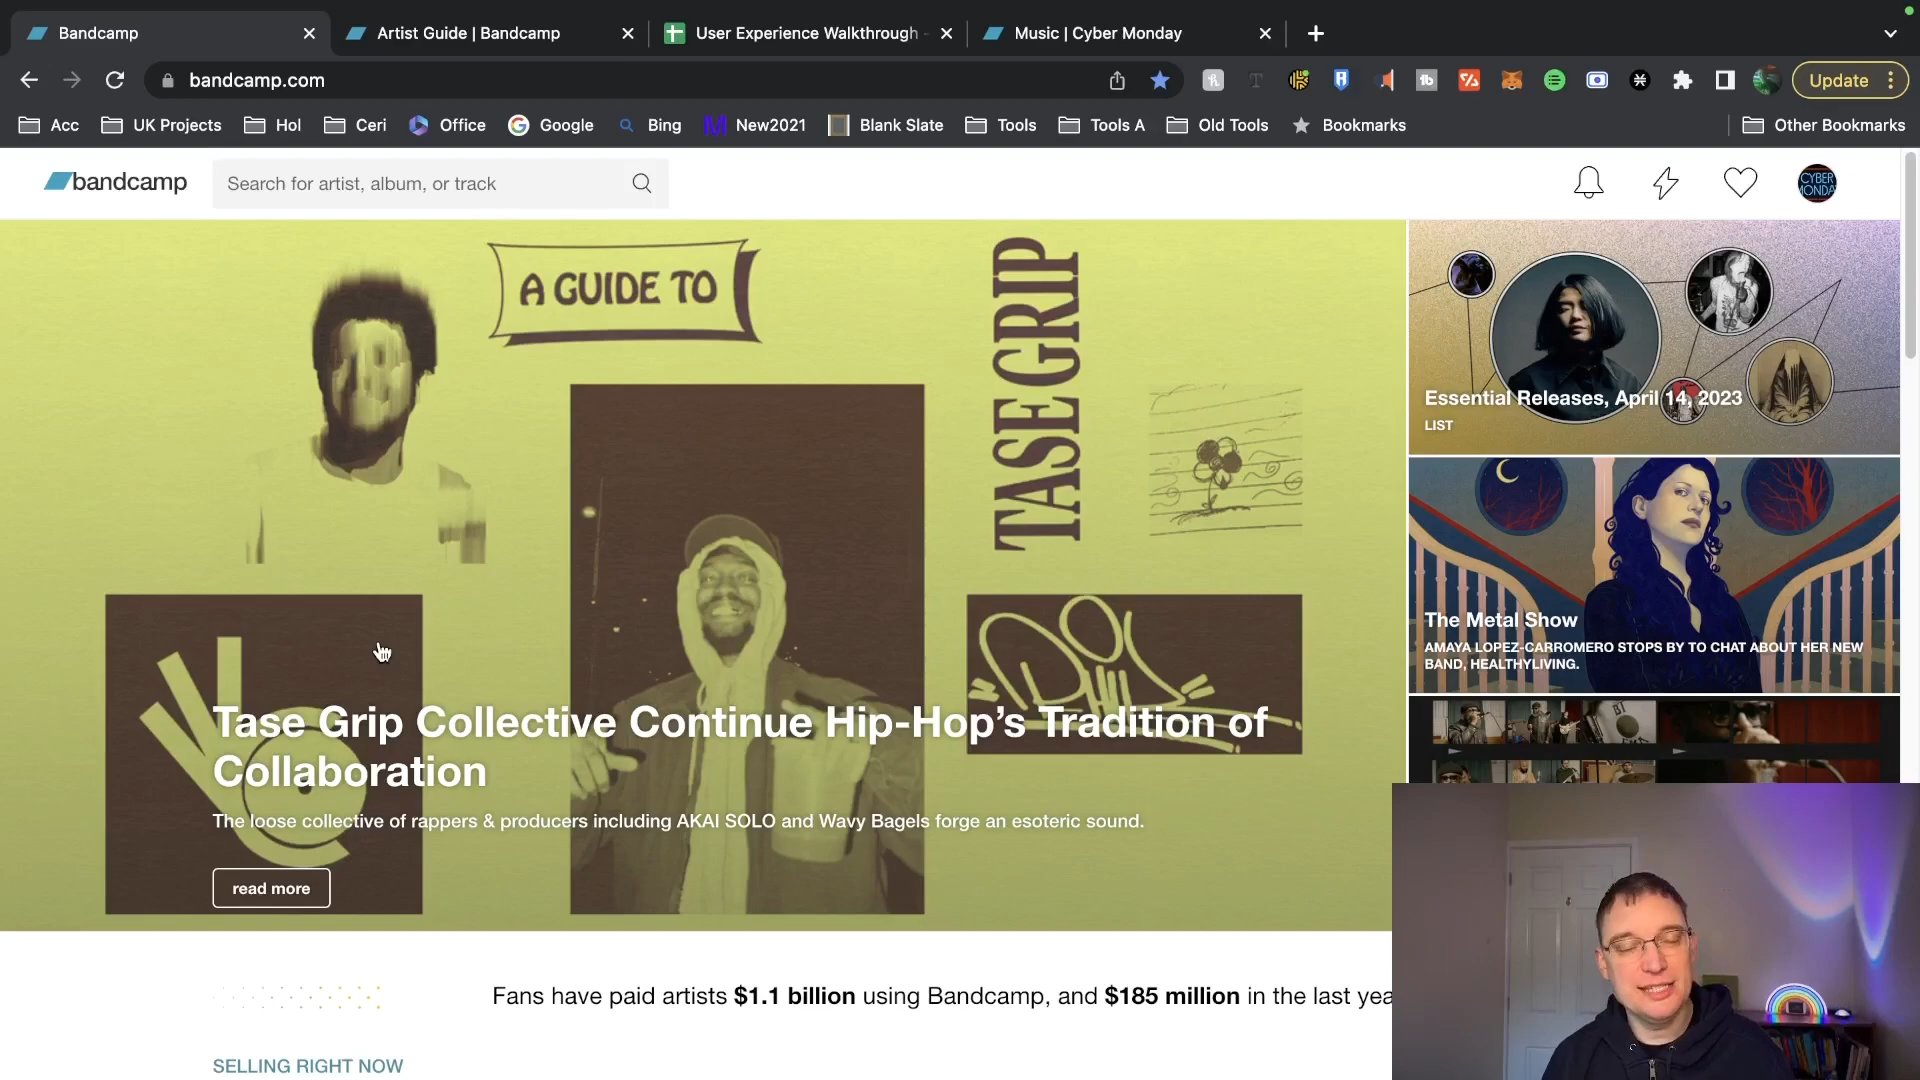 Bandcamp
Artist Guide | Bandcamp
User Experience Walkthrough -
Music | Cyber Monday
bandcamp.com
Update
Acc
UK Projects
Hol
Ceri
Office
Google
Bing
New2021
Blank Slate
Tools
Tools A
Old Tools
Bookmarks
Other Bookmarks
bandcamp
Search for artist, album, or track
CYBER
MONDAY
A GUIDE TO
TASE GRIP
Tase Grip Collective Continue Hip-Hop’s Tradition of
Collaboration
The loose collective of rappers & producers including AKAI SOLO and Wavy Bagels forge an esoteric sound.
read more
Essential Releases, April 14, 2023
LIST
The Metal Show
AMAYA LOPEZ-CARROMERO STOPS BY TO CHAT ABOUT HER NEW
BAND, HEALTHYLIVING.
Fans have paid artists $1.1 billion using Bandcamp, and $185 million in the last yea
SELLING RIGHT NOW